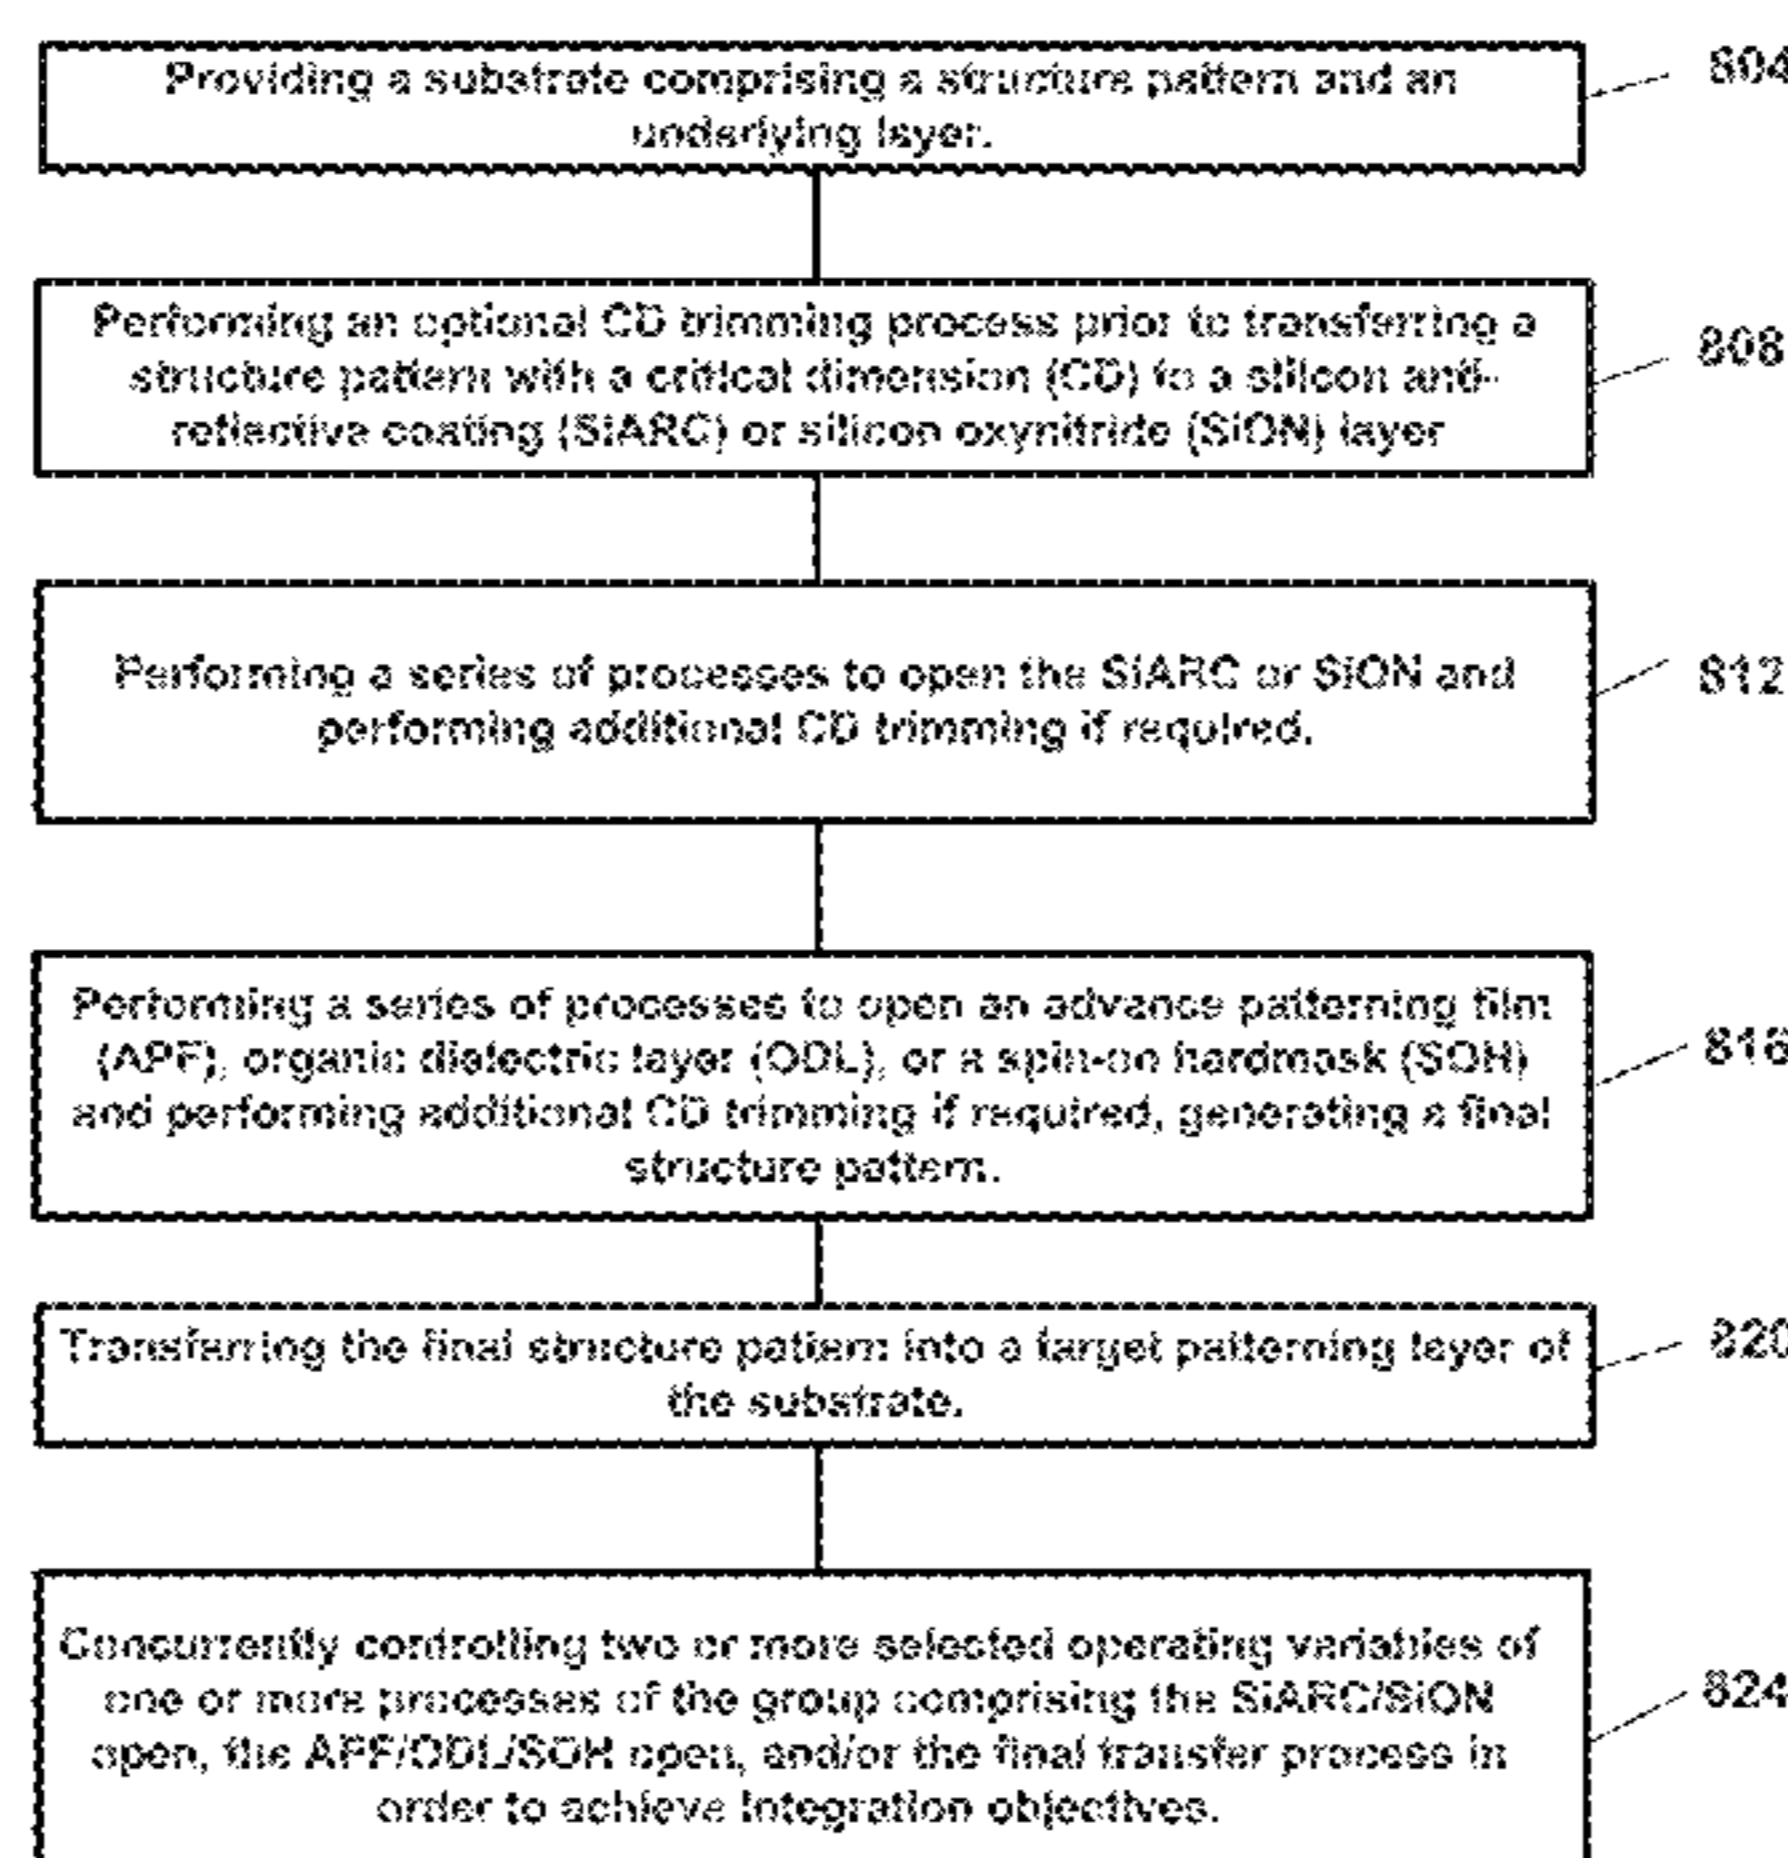 Providing a substrate comprising a structure pattern and an
underlying layer.
804
Performing an optional CD trimming process prior to transferring a
structure pattern with a critical dimension (CD) to a silicon anti-
reflective coating (SiARC) or silicon oxynitride (SiON) layer
808
Performing a series of processes to open the SiARC or SiON and
performing additional CD trimming if required.
812
Performing a series of processes to open an advance patterning film
(APF), organic dielectric layer (ODL), or a spin-on hardmask (SOH)
and performing additional CD trimming if required, generating a final
structure pattern.
816
Transferring the final structure pattern into a target patterning layer of
the substrate.
820
Concurrently controlling two or more selected operating variables of
one or more processes of the group comprising the SiARC/SiON
open, the APF/ODL/SOH open, and/or the final transfer process in
order to achieve integration objectives.
824